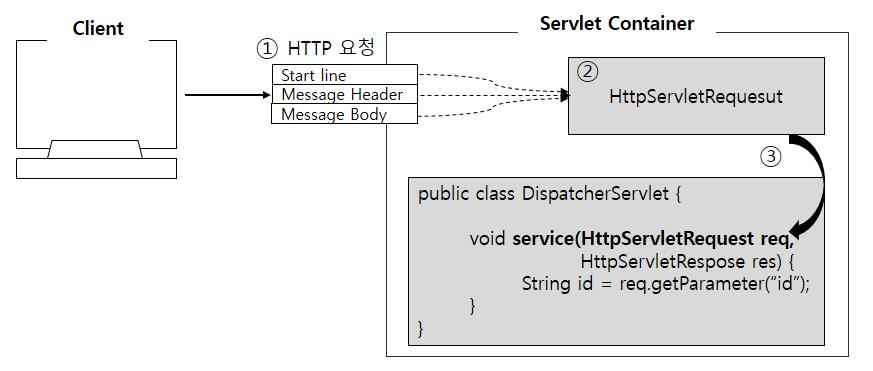 Client
Servlet Container
① HTTP 요청
Start line
Message Header
Message Body
②
HttpServletRequesut
③
public class DispatcherServlet {
void service(HttpServletRequest req,
HttpServletRespose res) {
String id = req.getParameter(“id”);
}
}